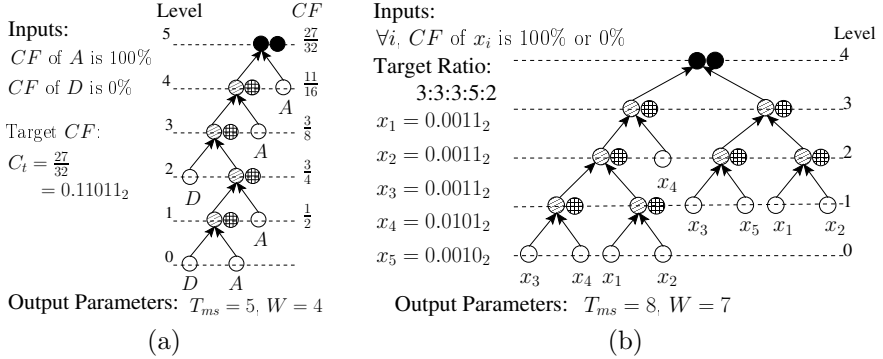 Level
CF
Inputs:
CF of A is 100%
CF of D is 0%
Target CF:
C_t = 27/32
= 0.11011_2
5
27/32
4
11/16
A
3
3/8
A
2
3/4
D
1
1/2
A
0
D
A
Output Parameters: T_ms = 5, W = 4
(a)
Inputs:
∀i, CF of x_i is 100% or 0%
Target Ratio:
3:3:3:5:2
x_1 = 0.0011_2
x_2 = 0.0011_2
x_3 = 0.0011_2
x_4 = 0.0101_2
x_5 = 0.0010_2
Level
4
3
2
x_4
1
x_3
x_5
x_1
x_2
0
x_3
x_4
x_1
x_2
Output Parameters: T_ms = 8, W = 7
(b)